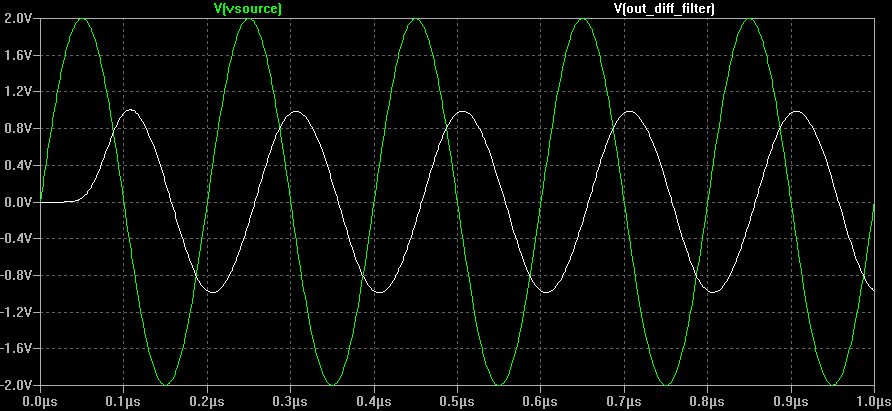 V(vsource) V(out_diff_filter)
2.0V
1.6V
1.2V
0.8V
0.4V
0.0V
-0.4V
-0.8V
-1.2V
-1.6V
-2.0V
0.0µs 0.1µs 0.2µs 0.3µs 0.4µs 0.5µs 0.6µs 0.7µs 0.8µs 0.9µs 1.0µs